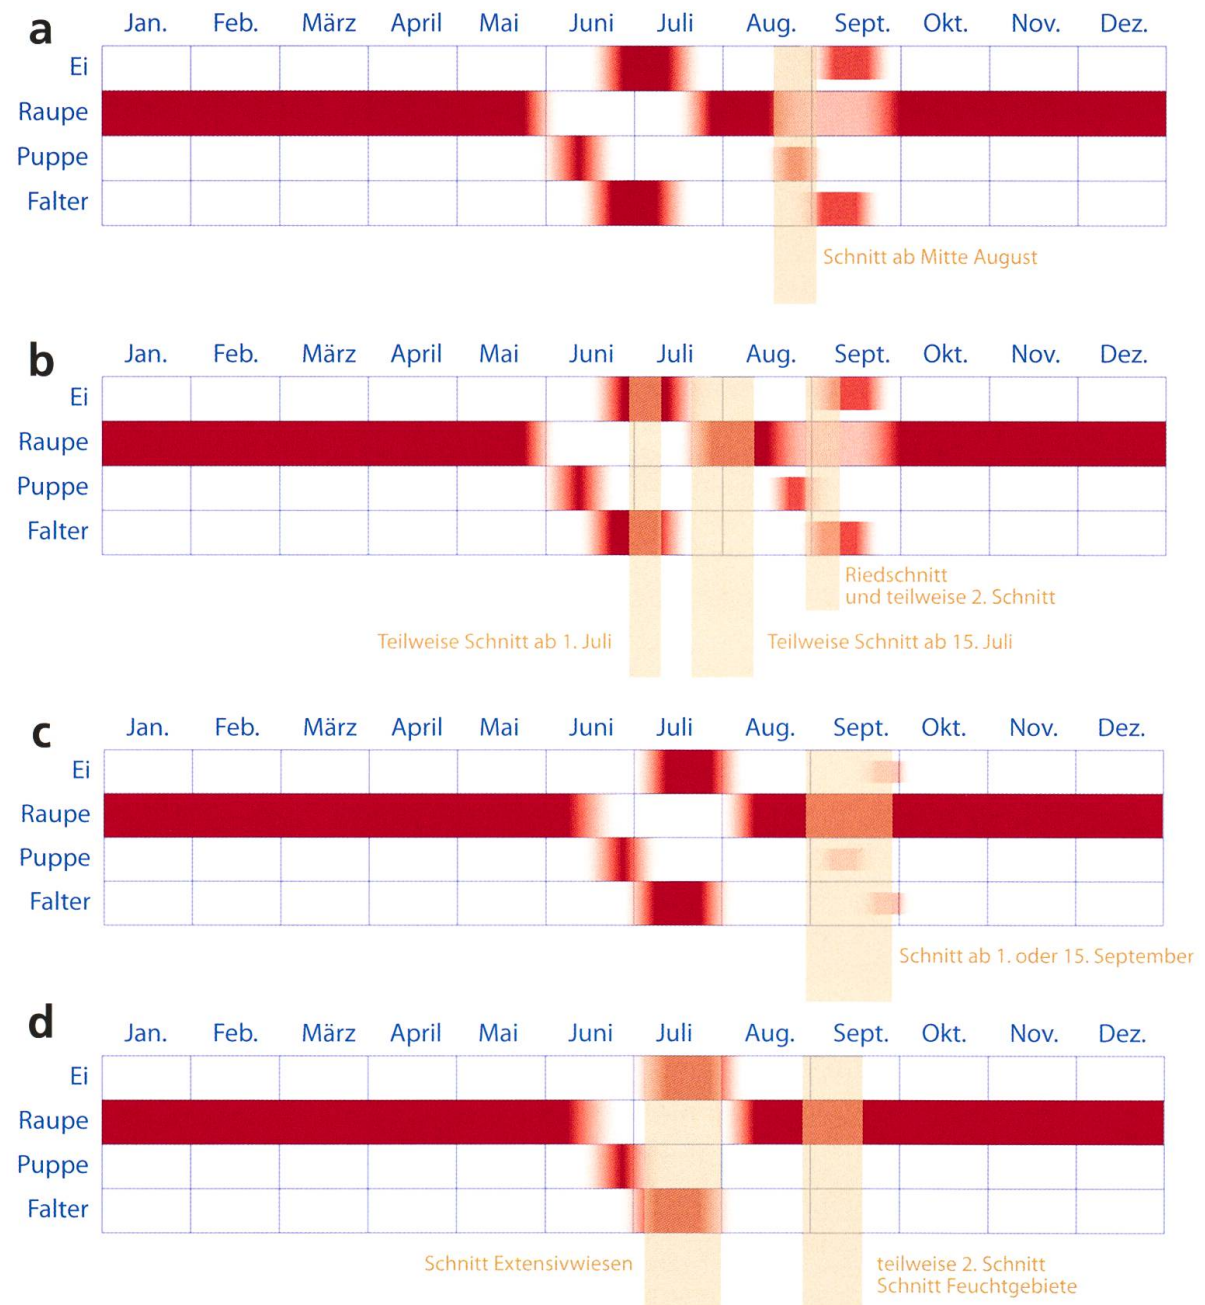 a
Jan. Feb. März April Mai Juni Juli Aug. Sept. Okt. Nov. Dez.
Ei
Raupe
Puppe
Falter
Schnitt ab Mitte August
b
Jan. Feb. März April Mai Juni Juli Aug. Sept. Okt. Nov. Dez.
Ei
Raupe
Puppe
Falter
Riedschnitt
und teilweise 2. Schnitt
Teilweise Schnitt ab 1. Juli
Teilweise Schnitt ab 15. Juli
c
Jan. Feb. März April Mai Juni Juli Aug. Sept. Okt. Nov. Dez.
Ei
Raupe
Puppe
Falter
Schnitt ab 1. oder 15. September
d
Jan. Feb. März April Mai Juni Juli Aug. Sept. Okt. Nov. Dez.
Ei
Raupe
Puppe
Falter
Schnitt Extensivwiesen
teilweise 2. Schnitt
Schnitt Feuchtgebiete